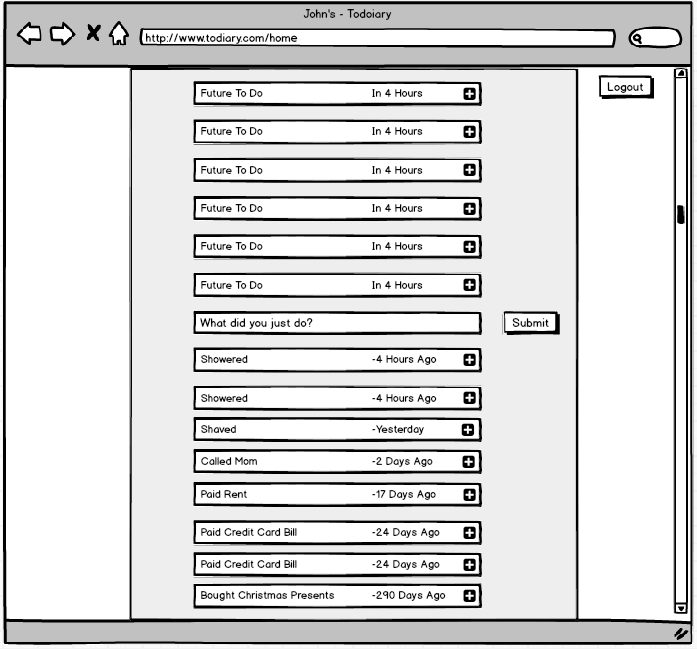 John's - Todoiary
http://www.todiary.com/home
Logout
Future To Do In 4 Hours
Future To Do In 4 Hours
Future To Do In 4 Hours
Future To Do In 4 Hours
Future To Do In 4 Hours
Future To Do In 4 Hours
What did you just do? Submit
Showered -4 Hours Ago
Showered -4 Hours Ago
Shaved -Yesterday
Called Mom -2 Days Ago
Paid Rent -17 Days Ago
Paid Credit Card Bill -24 Days Ago
Paid Credit Card Bill -24 Days Ago
Bought Christmas Presents -290 Days Ago